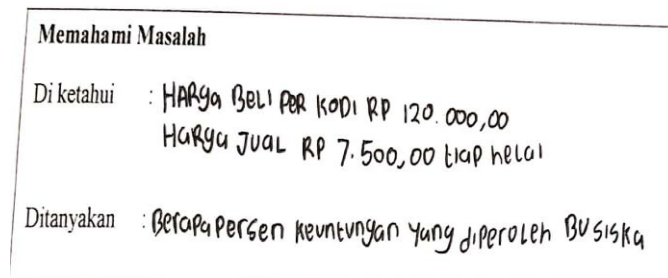 Memahami Masalah
Di ketahui : HARga BELI PER KODI RP 120.000,00
Harga JUAL RP 7.500,00 tiap helai
Ditanyakan : Berapa persen keuntungan yang diperoleh BU SISKA